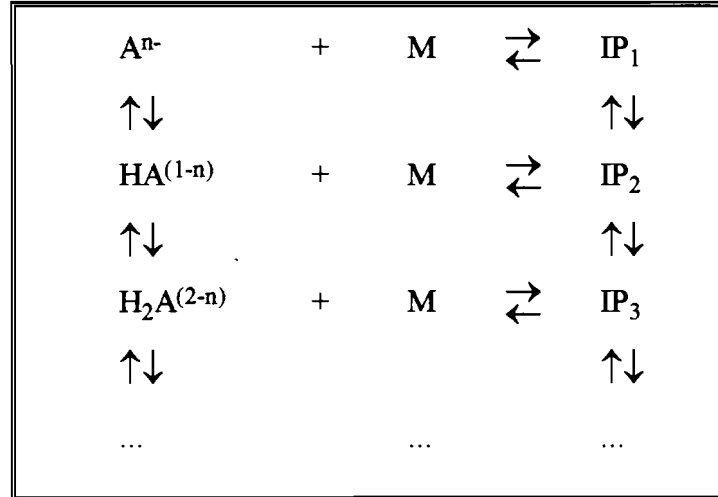 Aⁿ⁻ + M ⇄ IP₁
↑↓ ↑↓
HA⁽¹⁻ⁿ⁾ + M ⇄ IP₂
↑↓ ↑↓
H₂A⁽²⁻ⁿ⁾ + M ⇄ IP₃
↑↓ ↑↓
... ... ...